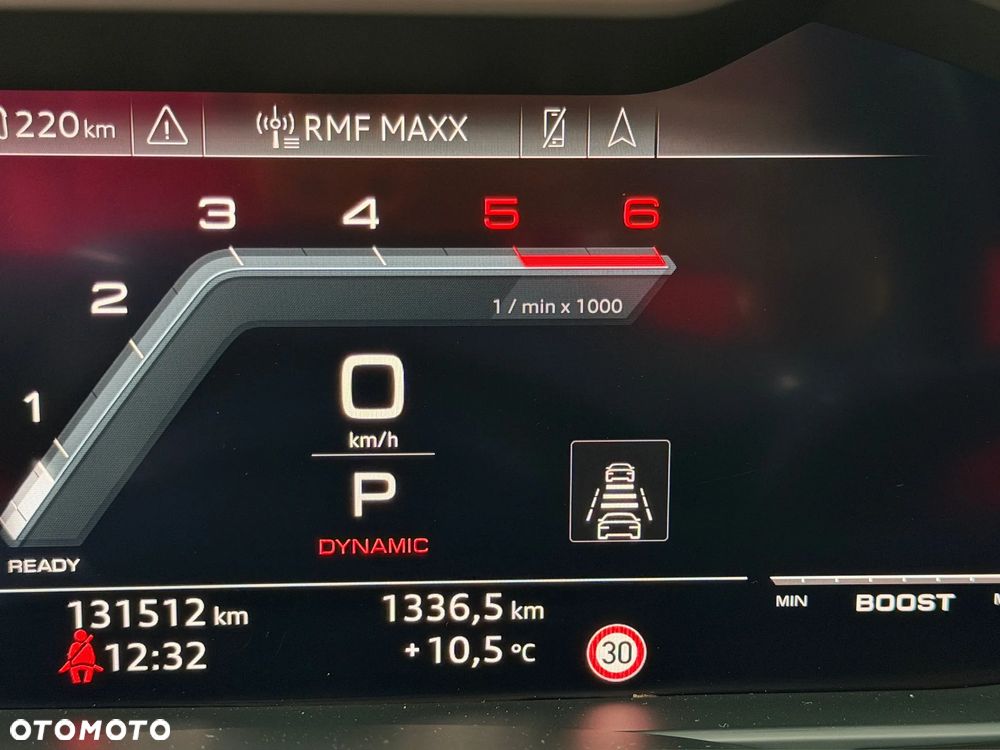 220 km RMF MAXX
3 4 5 6
2
1 / min x 1000
1
0
km/h
P
DYNAMIC
READY
131512 km 1336,5 km
MIN BOOST M
12:32 +10,5 °C 30
OTOMOTO